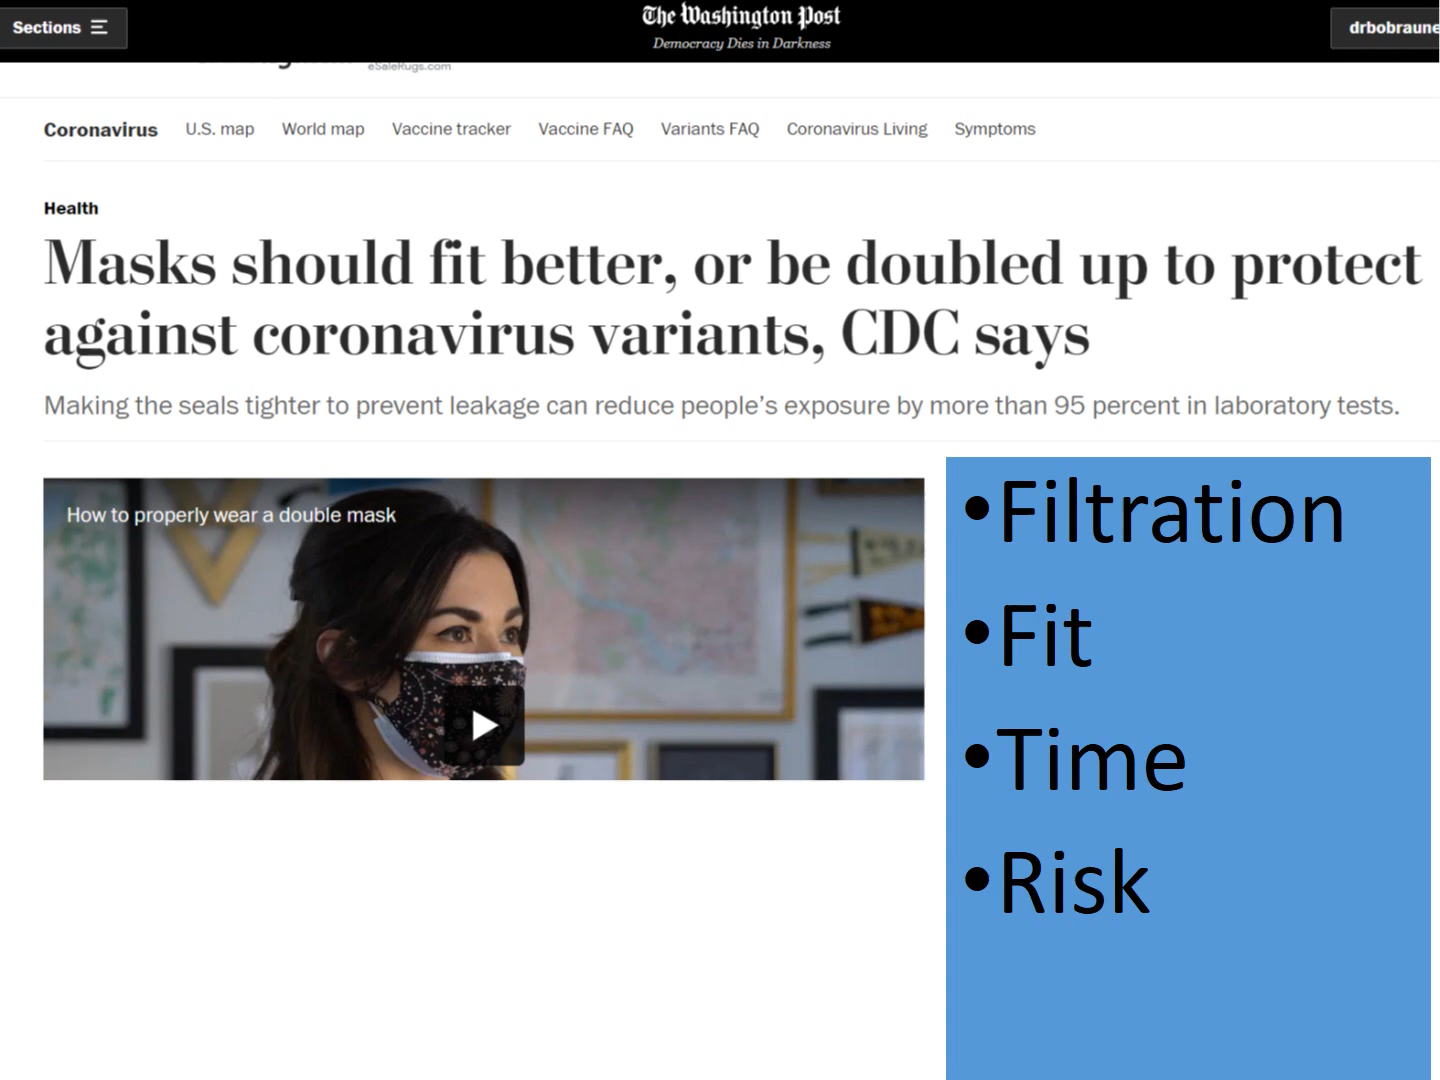 Sections
The Washington Post
Democracy Dies in Darkness
drbobraune
eSaleRugs.com
Coronavirus U.S. map World map Vaccine tracker Vaccine FAQ Variants FAQ Coronavirus Living Symptoms
Health
Masks should fit better, or be doubled up to protect
against coronavirus variants, CDC says
Making the seals tighter to prevent leakage can reduce people’s exposure by more than 95 percent in laboratory tests.
How to properly wear a double mask
•Filtration
•Fit
•Time
•Risk